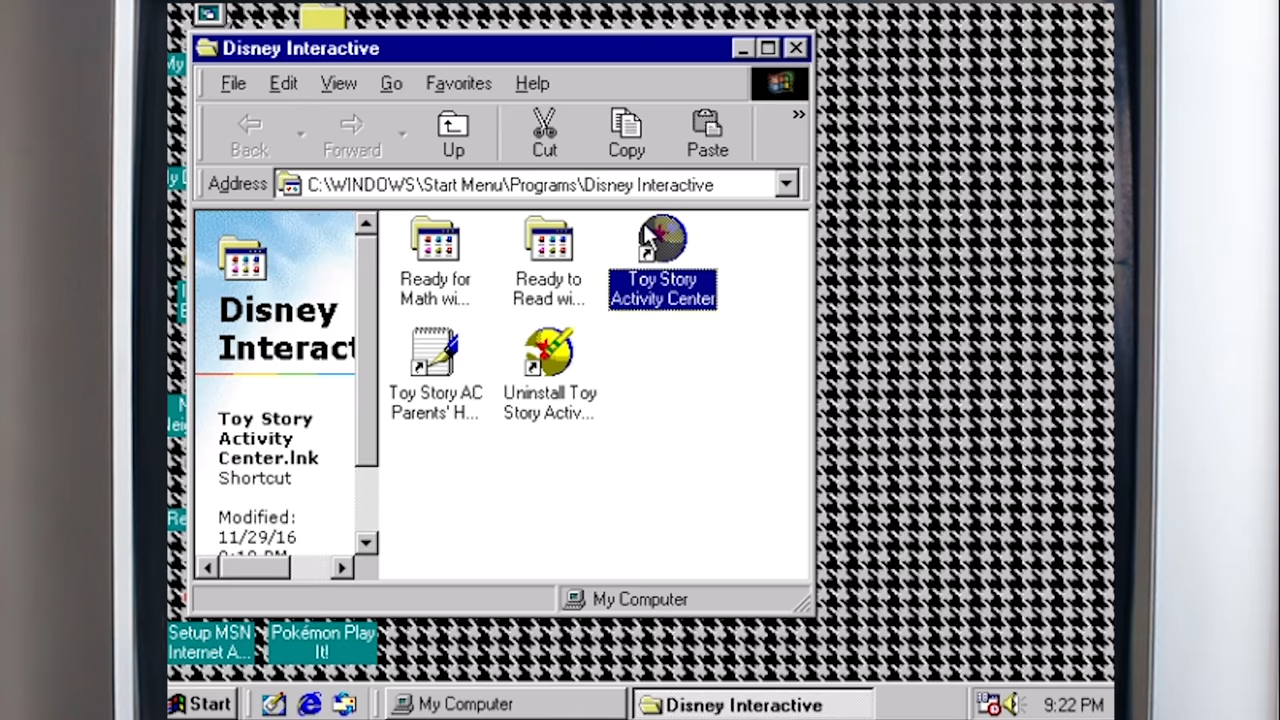 Disney Interactive
File Edit View Go Favorites Help
Back Forward Up Cut Copy Paste »
Address C:\WINDOWS\Start Menu\Programs\Disney Interactive
Disney
Interact
Toy Story
Activity
Center.lnk
Shortcut
Modified:
11/29/16
Ready for
Math wi...
Ready to
Read wi...
Toy Story
Activity Center
Toy Story AC
Parents' H...
Uninstall Toy
Story Activ...
My Computer
My
Setup MSN
Internet A...
Pokémon Play
It!
Start My Computer Disney Interactive 9:22 PM